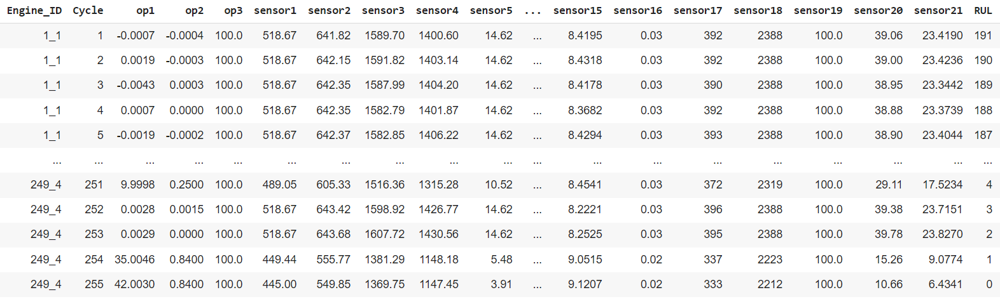 Engine_ID Cycle op1 op2 op3 sensor1 sensor2 sensor3 sensor4 sensor5 ... sensor15 sensor16 sensor17 sensor18 sensor19 sensor20 sensor21 RUL
1_1 1 -0.0007 -0.0004 100.0 518.67 641.82 1589.70 1400.60 14.62 ... 8.4195 0.03 392 2388 100.0 39.06 23.4190 191
1_1 2 0.0019 -0.0003 100.0 518.67 642.15 1591.82 1403.14 14.62 ... 8.4318 0.03 392 2388 100.0 39.00 23.4236 190
1_1 3 -0.0043 0.0003 100.0 518.67 642.35 1587.99 1404.20 14.62 ... 8.4178 0.03 390 2388 100.0 38.95 23.3442 189
1_1 4 0.0007 0.0000 100.0 518.67 642.35 1582.79 1401.87 14.62 ... 8.3682 0.03 392 2388 100.0 38.88 23.3739 188
1_1 5 -0.0019 -0.0002 100.0 518.67 642.37 1582.85 1406.22 14.62 ... 8.4294 0.03 393 2388 100.0 38.90 23.4044 187
... ... ... ... ... ... ... ... ... ... ... ... ... ... ... ... ... ... ...
249_4 251 9.9998 0.2500 100.0 489.05 605.33 1516.36 1315.28 10.52 ... 8.4541 0.03 372 2319 100.0 29.11 17.5234 4
249_4 252 0.0028 0.0015 100.0 518.67 643.42 1598.92 1426.77 14.62 ... 8.2221 0.03 396 2388 100.0 39.38 23.7151 3
249_4 253 0.0029 0.0000 100.0 518.67 643.68 1607.72 1430.56 14.62 ... 8.2525 0.03 395 2388 100.0 39.78 23.8270 2
249_4 254 35.0046 0.8400 100.0 449.44 555.77 1381.29 1148.18 5.48 ... 9.0515 0.02 337 2223 100.0 15.26 9.0774 1
249_4 255 42.0030 0.8400 100.0 445.00 549.85 1369.75 1147.45 3.91 ... 9.1207 0.02 333 2212 100.0 10.66 6.4341 0